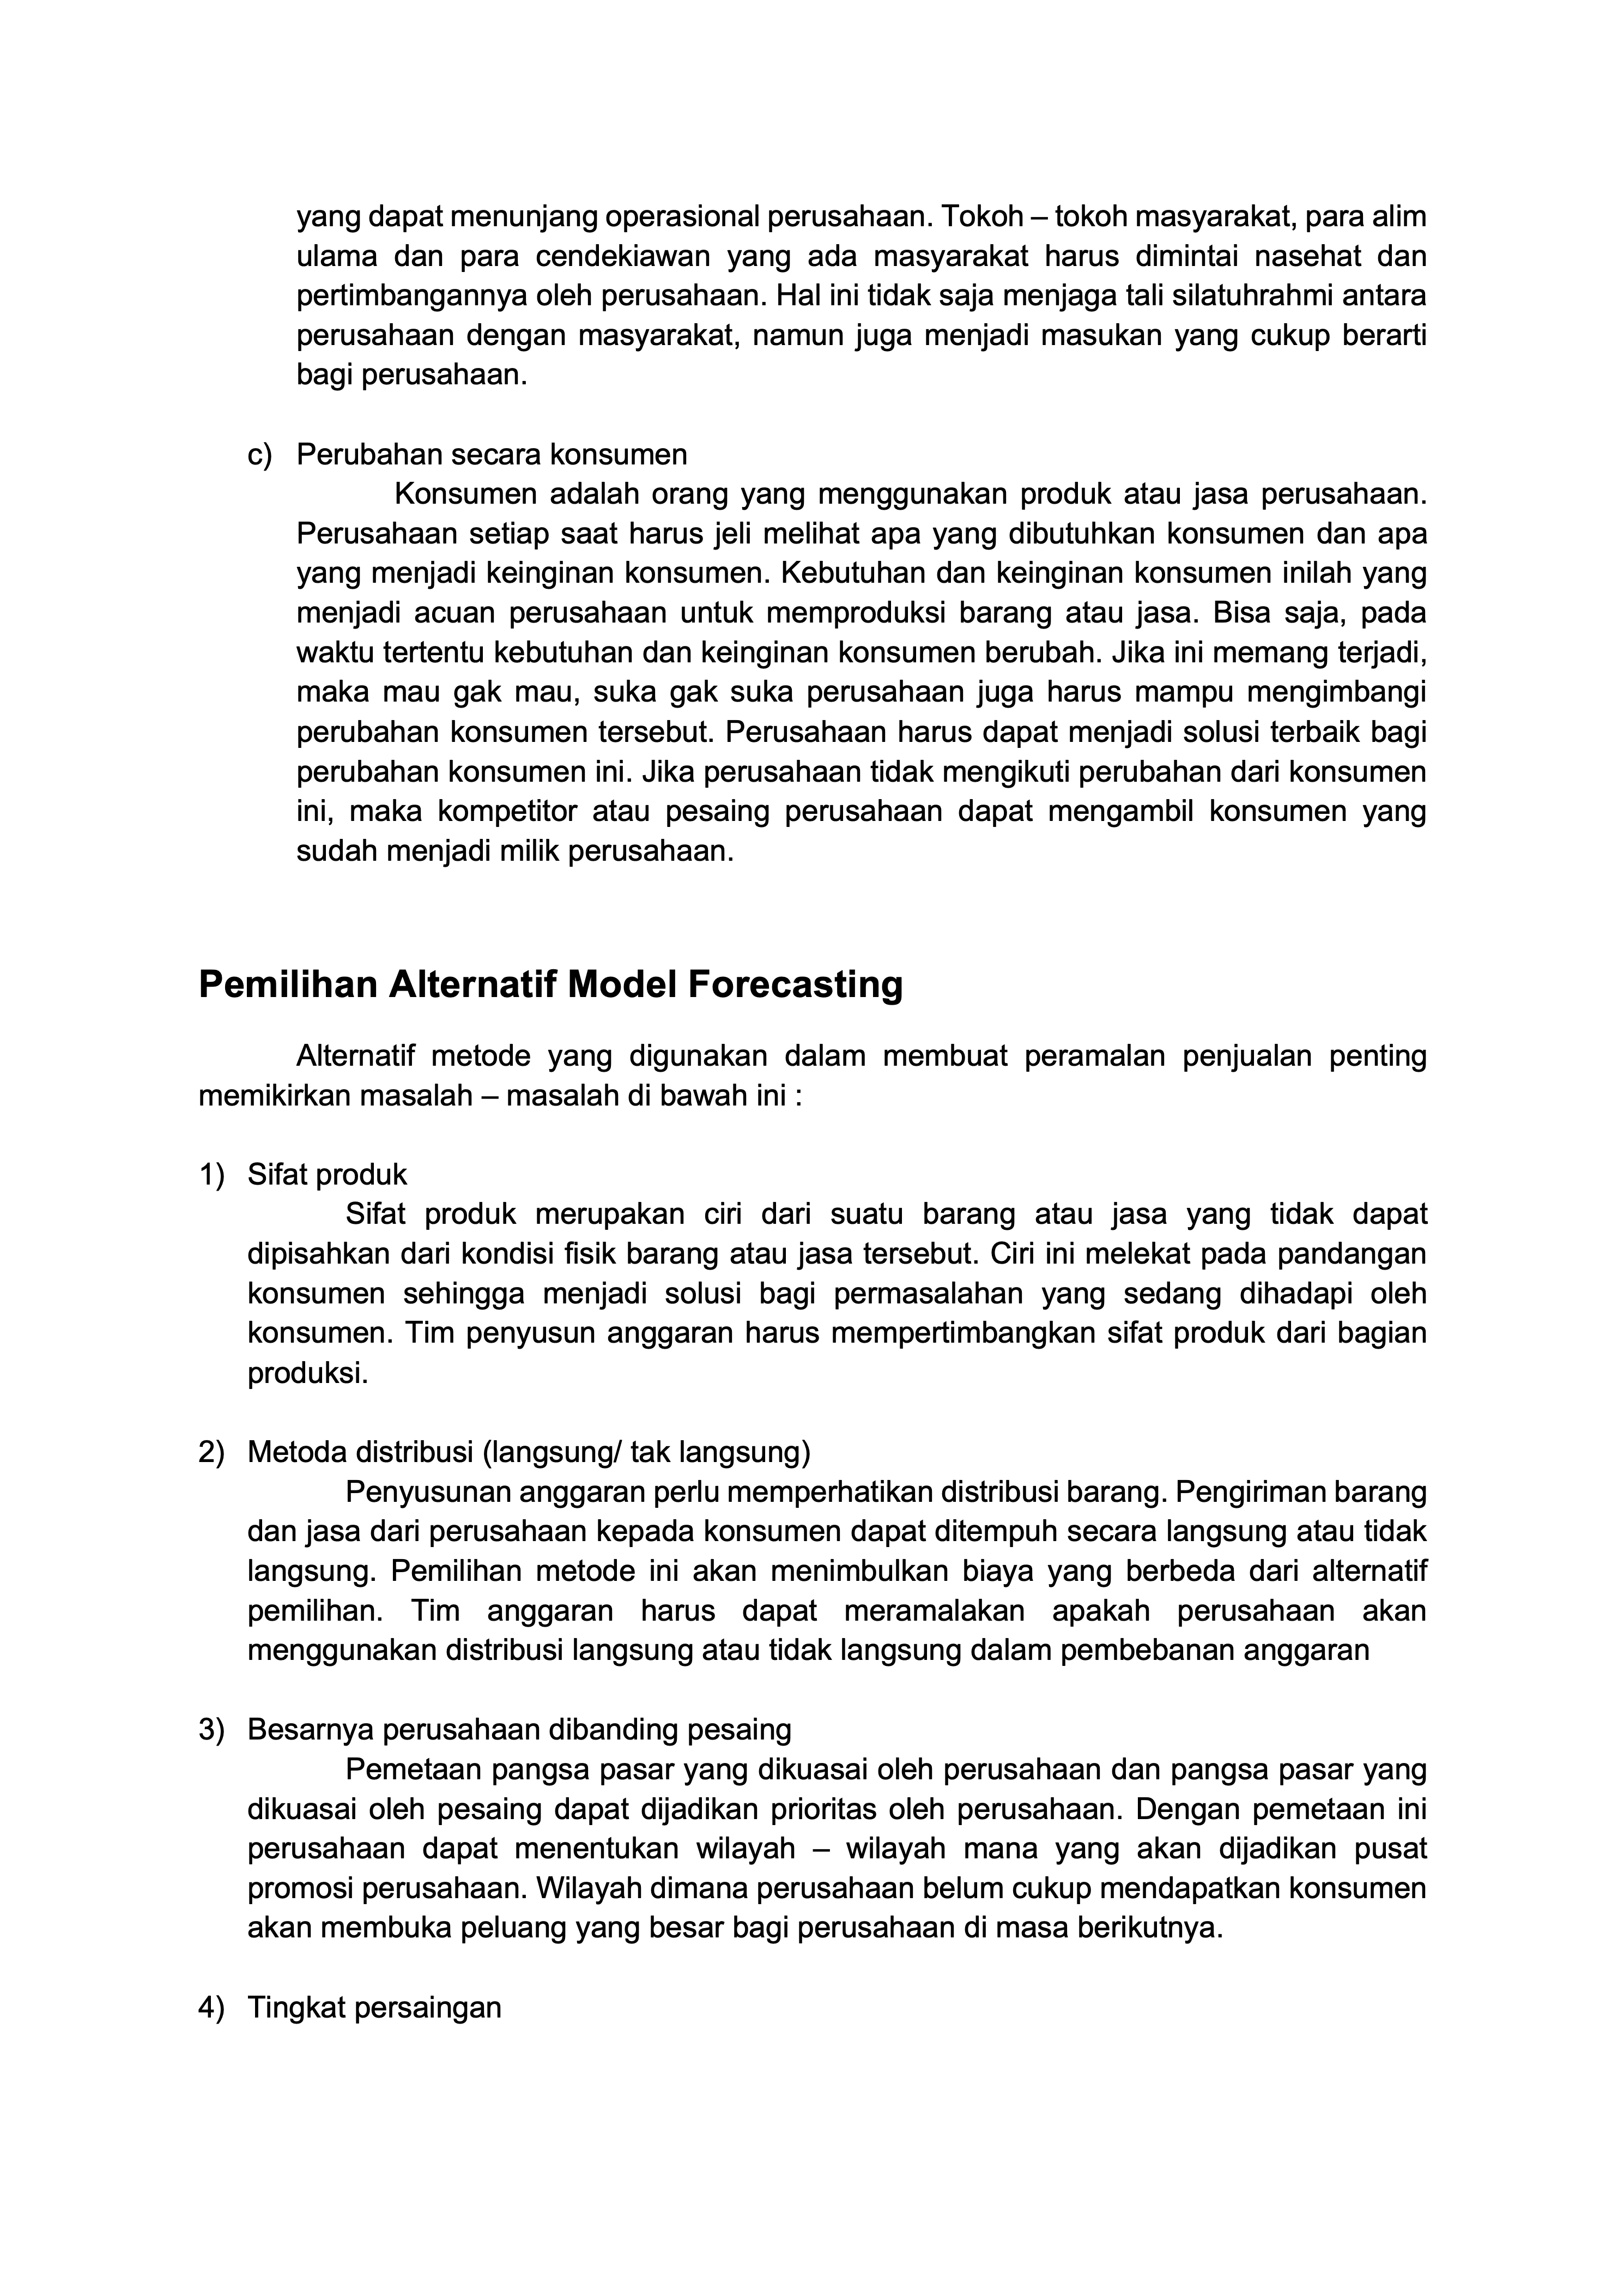 yang dapat menunjang operasional perusahaan. Tokoh – tokoh masyarakat, para alim
ulama dan para cendekiawan yang ada masyarakat harus dimintai nasehat dan
pertimbangannya oleh perusahaan. Hal ini tidak saja menjaga tali silatuhrahmi antara
perusahaan dengan masyarakat, namun juga menjadi masukan yang cukup berarti
bagi perusahaan.
c) Perubahan secara konsumen
Konsumen adalah orang yang menggunakan produk atau jasa perusahaan.
Perusahaan setiap saat harus jeli melihat apa yang dibutuhkan konsumen dan apa
yang menjadi keinginan konsumen. Kebutuhan dan keinginan konsumen inilah yang
menjadi acuan perusahaan untuk memproduksi barang atau jasa. Bisa saja, pada
waktu tertentu kebutuhan dan keinginan konsumen berubah. Jika ini memang terjadi,
maka mau gak mau, suka gak suka perusahaan juga harus mampu mengimbangi
perubahan konsumen tersebut. Perusahaan harus dapat menjadi solusi terbaik bagi
perubahan konsumen ini. Jika perusahaan tidak mengikuti perubahan dari konsumen
ini, maka kompetitor atau pesaing perusahaan dapat mengambil konsumen yang
sudah menjadi milik perusahaan.
Pemilihan Alternatif Model Forecasting
Alternatif metode yang digunakan dalam membuat peramalan penjualan penting
memikirkan masalah – masalah di bawah ini :
1) Sifat produk
Sifat produk merupakan ciri dari suatu barang atau jasa yang tidak dapat
dipisahkan dari kondisi fisik barang atau jasa tersebut. Ciri ini melekat pada pandangan
konsumen sehingga menjadi solusi bagi permasalahan yang sedang dihadapi oleh
konsumen. Tim penyusun anggaran harus mempertimbangkan sifat produk dari bagian
produksi.
2) Metoda distribusi (langsung/ tak langsung)
Penyusunan anggaran perlu memperhatikan distribusi barang. Pengiriman barang
dan jasa dari perusahaan kepada konsumen dapat ditempuh secara langsung atau tidak
langsung. Pemilihan metode ini akan menimbulkan biaya yang berbeda dari alternatif
pemilihan. Tim anggaran harus dapat meramalakan apakah perusahaan akan
menggunakan distribusi langsung atau tidak langsung dalam pembebanan anggaran
3) Besarnya perusahaan dibanding pesaing
Pemetaan pangsa pasar yang dikuasai oleh perusahaan dan pangsa pasar yang
dikuasai oleh pesaing dapat dijadikan prioritas oleh perusahaan. Dengan pemetaan ini
perusahaan dapat menentukan wilayah – wilayah mana yang akan dijadikan pusat
promosi perusahaan. Wilayah dimana perusahaan belum cukup mendapatkan konsumen
akan membuka peluang yang besar bagi perusahaan di masa berikutnya.
4) Tingkat persaingan